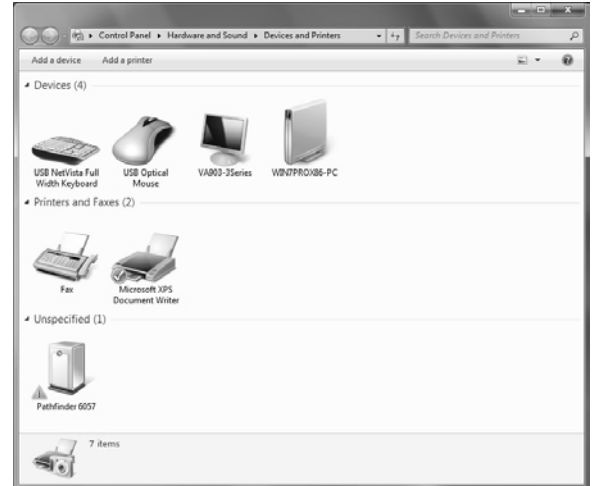 Control Panel ▸ Hardware and Sound ▸ Devices and Printers
Search Devices and Printers
Add a device Add a printer
Devices (4)
USB NetVista Full
Width Keyboard
USB Optical
Mouse
VA903-3Series
WIN7PROX86-PC
Printers and Faxes (2)
Fax
Microsoft XPS
Document Writer
Unspecified (1)
Pathfinder 6057
7 items